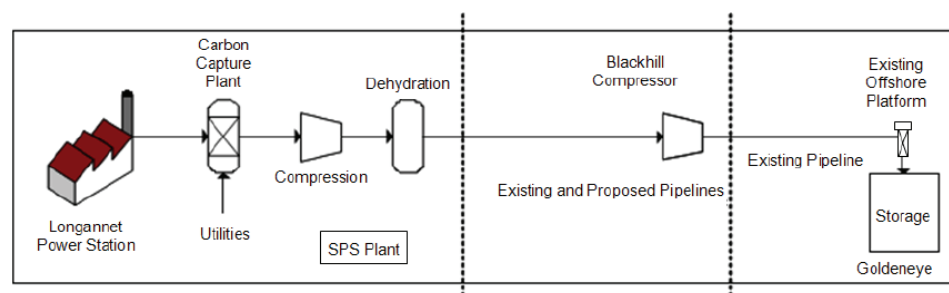 Carbon
Capture
Plant
Dehydration
Blackhill
Compressor
Existing
Offshore
Platform
Compression
Existing and Proposed Pipelines
Existing Pipeline
Longannet
Power Station
Utilities
SPS Plant
Storage
Goldeneye